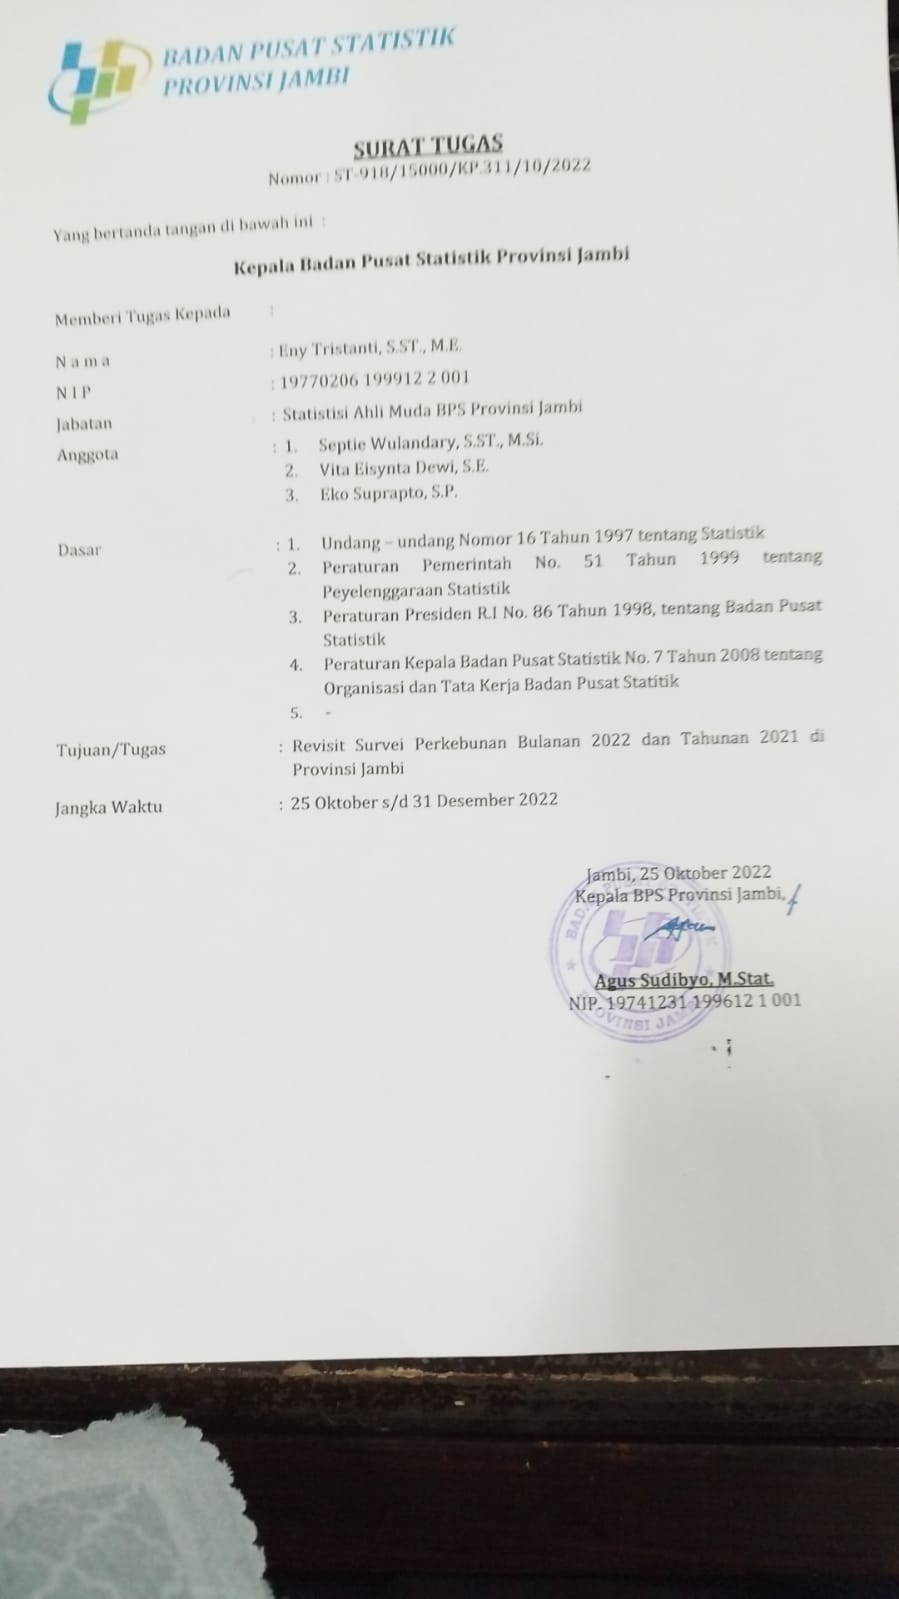 BADAN PUSAT STATISTIK
PROVINSI JAMBI
SURAT TUGAS
Nomor : ST-918/15000/KP.311/10/2022
Yang bertanda tangan di bawah ini :
Kepala Badan Pusat Statistik Provinsi Jambi
Memberi Tugas Kepada :
N a m a : Eny Tristanti, S.ST., M.E.
N I P : 19770206 199912 2 001
Jabatan : Statistisi Ahli Muda BPS Provinsi Jambi
Anggota : 1. Septie Wulandary, S.ST., M.Si.
2. Vita Eisynta Dewi, S.E.
3. Eko Suprapto, S.P.
Dasar : 1. Undang – undang Nomor 16 Tahun 1997 tentang Statistik
2. Peraturan Pemerintah No. 51 Tahun 1999 tentang
Peyelenggaraan Statistik
3. Peraturan Presiden R.I No. 86 Tahun 1998, tentang Badan Pusat
Statistik
4. Peraturan Kepala Badan Pusat Statistik No. 7 Tahun 2008 tentang
Organisasi dan Tata Kerja Badan Pusat Statitik
5. -
Tujuan/Tugas : Revisit Survei Perkebunan Bulanan 2022 dan Tahunan 2021 di
Provinsi Jambi
Jangka Waktu : 25 Oktober s/d 31 Desember 2022
Jambi, 25 Oktober 2022
Kepala BPS Provinsi Jambi,
Agus Sudibyo, M.Stat.
NIP. 19741231 199612 1 001